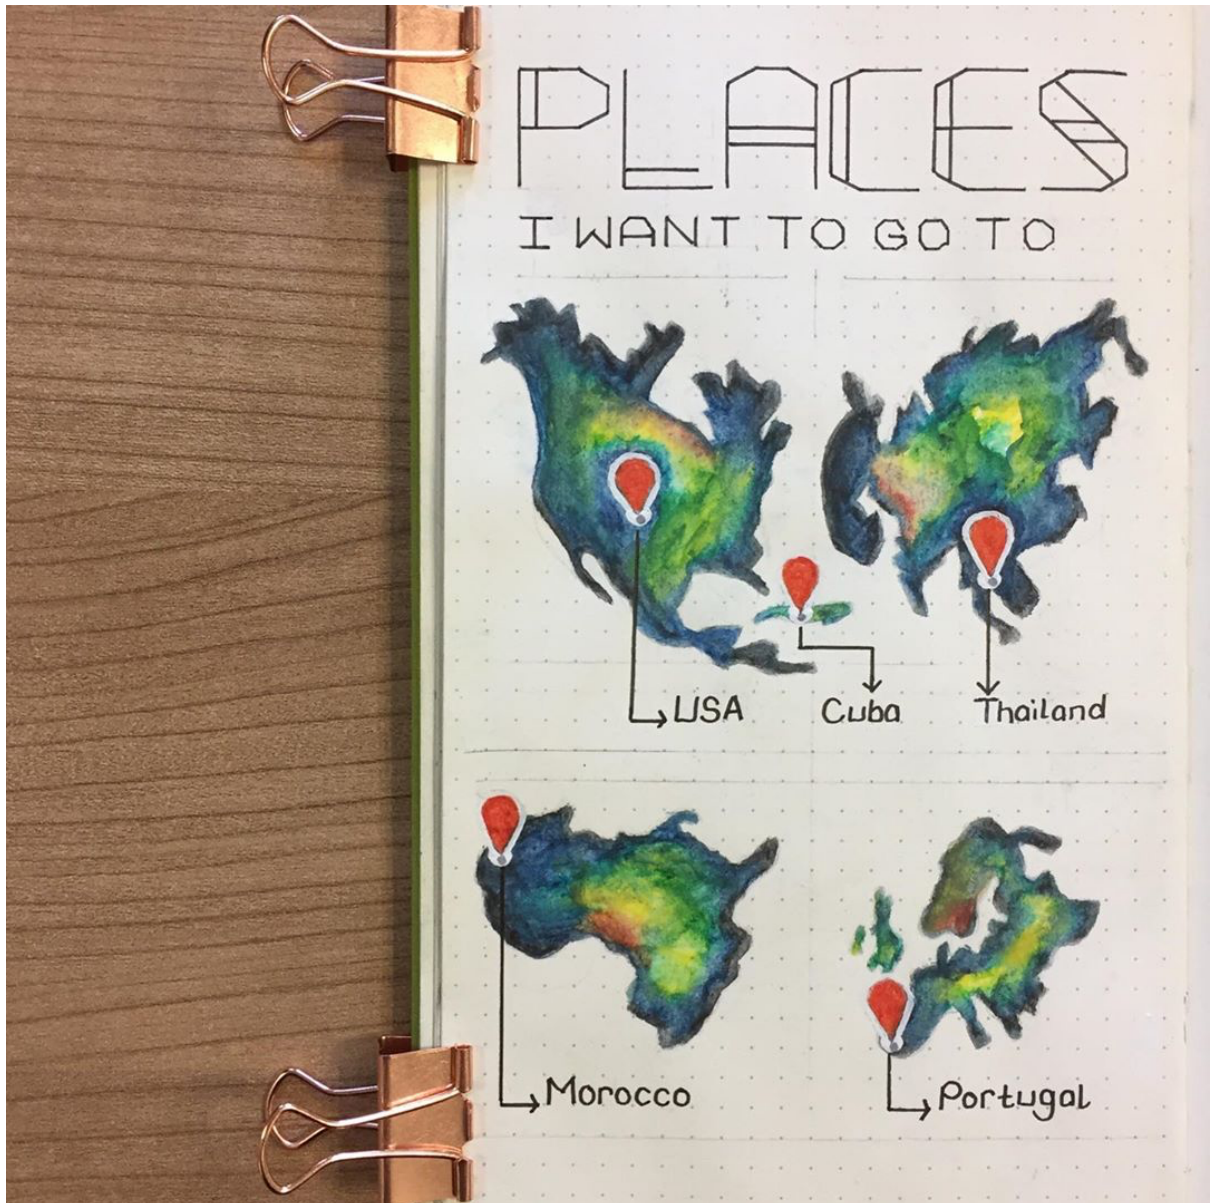 PLACES
I WANT TO GO TO
USA
Cuba
Thailand
Morocco
Portugal